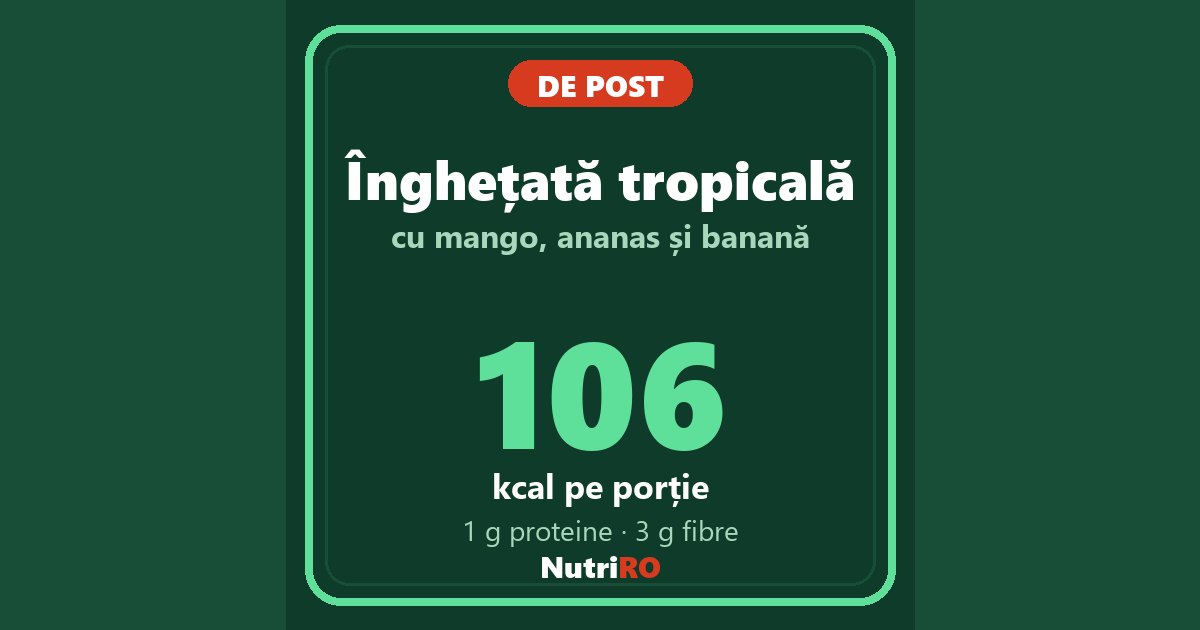 DE POST
Înghețată tropicală
cu mango, ananas și banană
106
kcal pe porție
1 g proteine · 3 g fibre
NutriRO